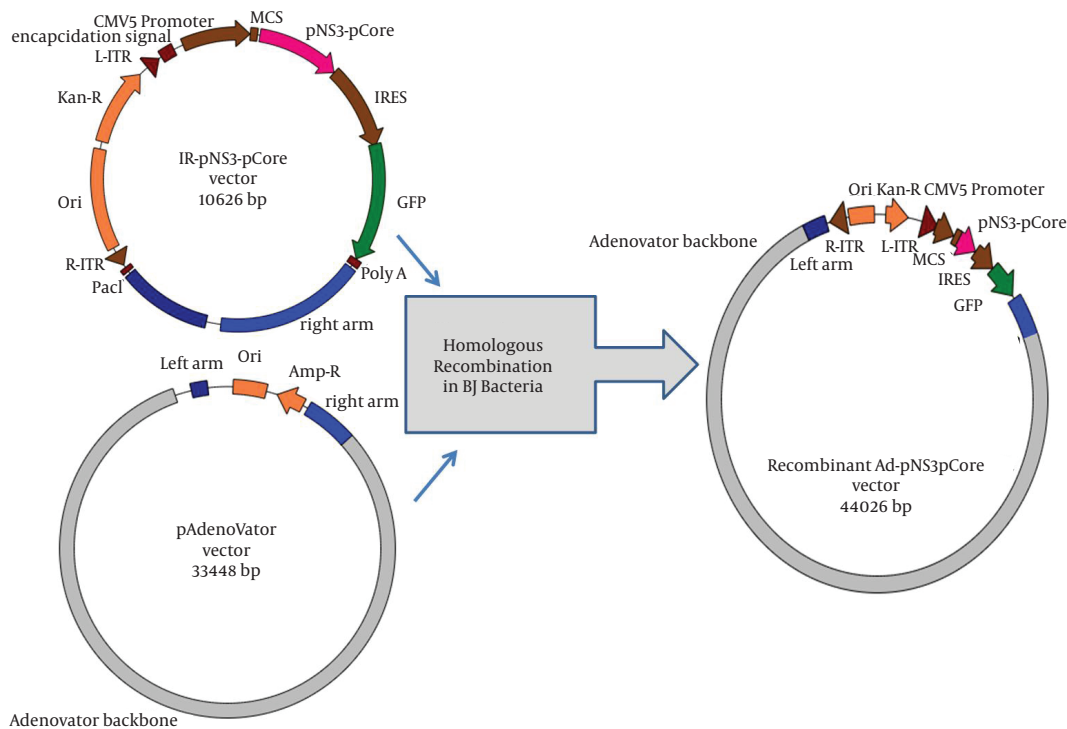 CMV5 Promoter
MCS
pNS3-pCore
encapcidation signal
L-ITR
Kan-R
IRES
IR-pNS3-pCore
vector
10626 bp
Ori
GFP
R-ITR
PacI
Poly A
right arm
Left arm
Ori
Amp-R
right arm
pAdenoVator
vector
33448 bp
Adenovator backbone
Homologous
Recombination
in BJ Bacteria
Ori Kan-R CMV5 Promoter
pNS3-pCore
Adenovator backbone
R-ITR
L-ITR
Left arm
MCS
IRES
GFP
Recombinant Ad-pNS3pCore
vector
44026 bp